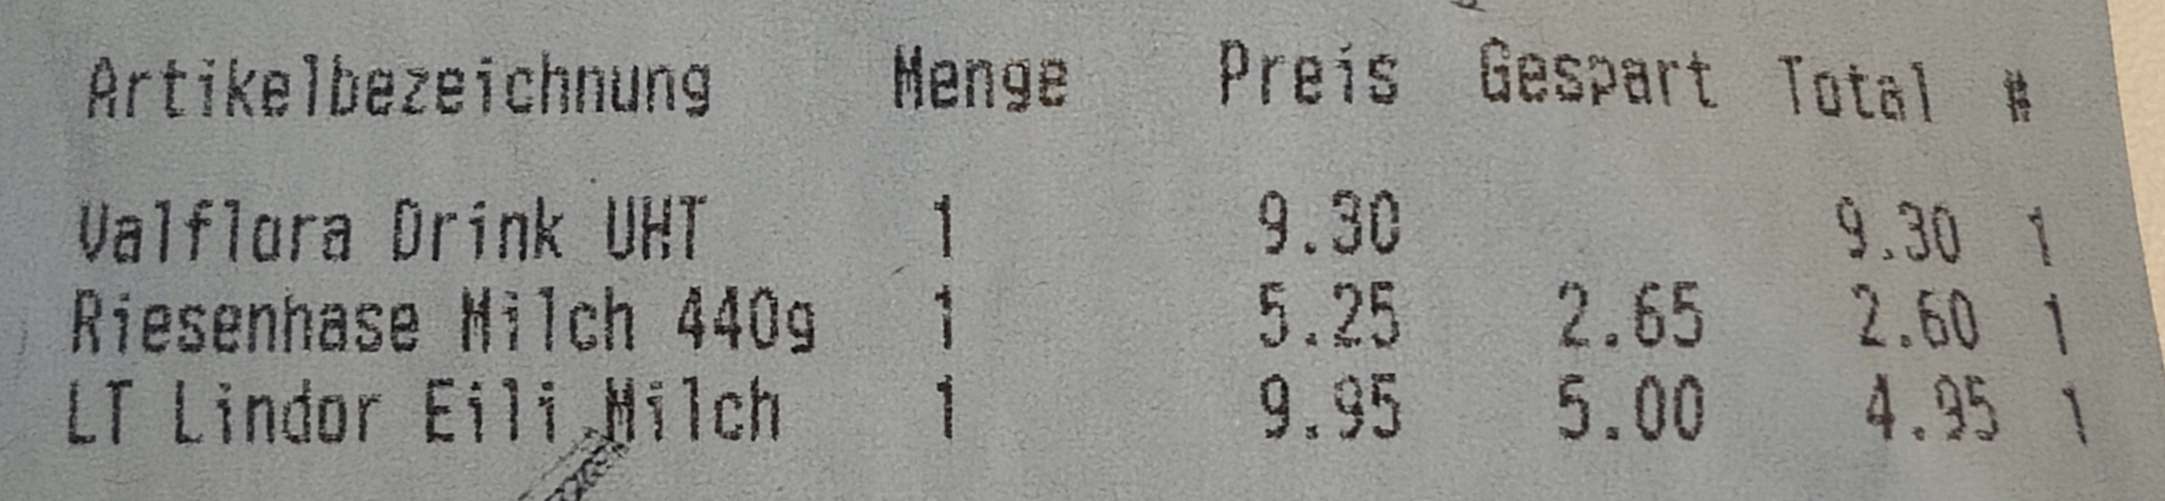 Artikelbezeichnung Menge Preis Gespart Total #
Valflora Drink UHT 1 9.30 9.30 1
Riesenhase Milch 440g 1 5.25 2.65 2.60 1
LT Lindor Eili Milch 1 9.95 5.00 4.95 1